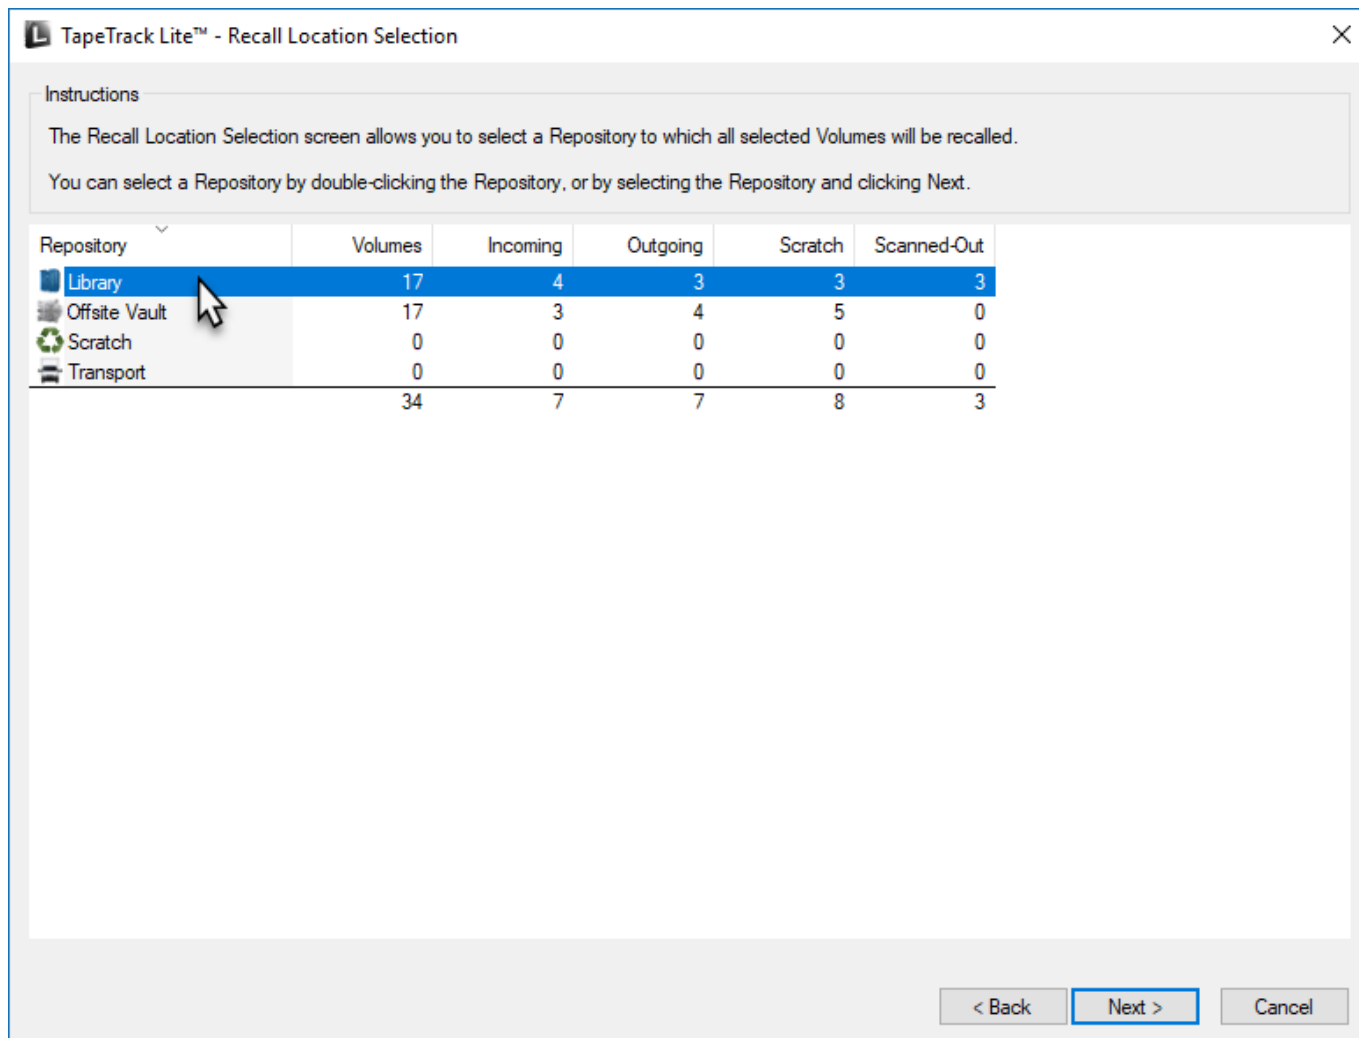 TapeTrack Lite™ - Recall Location Selection
Instructions
The Recall Location Selection screen allows you to select a Repository to which all selected Volumes will be recalled.
You can select a Repository by double-clicking the Repository, or by selecting the Repository and clicking Next.
Repository Volumes Incoming Outgoing Scratch Scanned-Out
Library 17 4 3 3 3
Offsite Vault 17 3 4 5 0
Scratch 0 0 0 0 0
Transport 0 0 0 0 0
34 7 7 8 3
< Back Next > Cancel